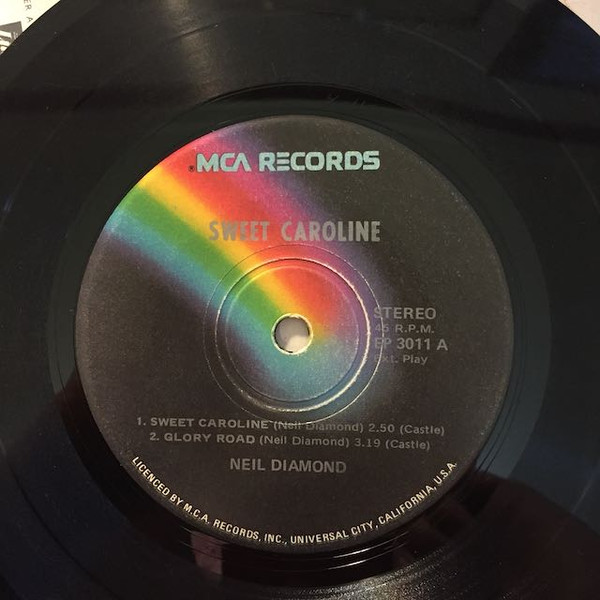 ®MCA RECORDS
SWEET CAROLINE
STEREO
45 R.P.M.
EP 3011 A
Ext. Play
1. SWEET CAROLINE (Neil Diamond) 2.50 (Castle)
2. GLORY ROAD (Neil Diamond) 3.19 (Castle)
NEIL DIAMOND
LICENCED BY M.C.A. RECORDS, INC., UNIVERSAL CITY, CALIFORNIA, U.S.A.